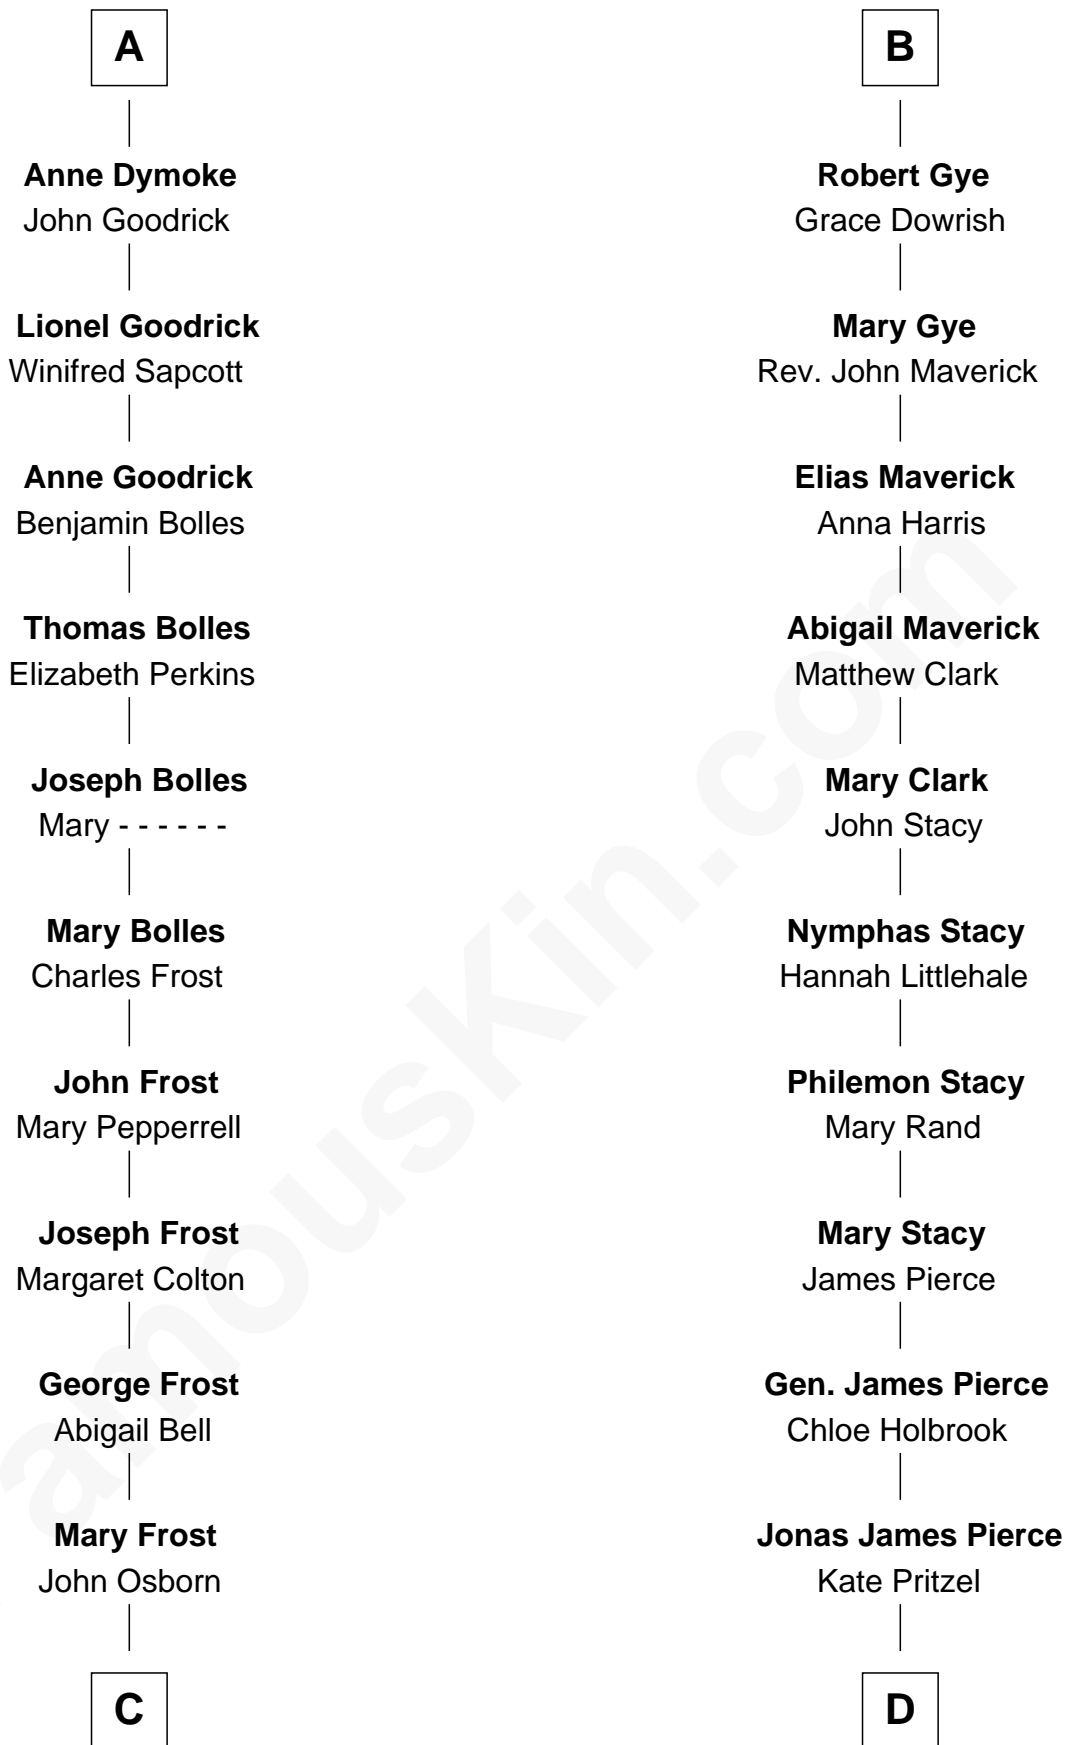 A
Anne Dymoke
John Goodrick
Lionel Goodrick
Winifred Sapcott
Anne Goodrick
Benjamin Bolles
Thomas Bolles
Elizabeth Perkins
Joseph Bolles
Mary - - - - - -
Mary Bolles
Charles Frost
John Frost
Mary Pepperrell
Joseph Frost
Margaret Colton
George Frost
Abigail Bell
Mary Frost
John Osborn
C
B
Robert Gye
Grace Dowrish
Mary Gye
Rev. John Maverick
Elias Maverick
Anna Harris
Abigail Maverick
Matthew Clark
Mary Clark
John Stacy
Nymphas Stacy
Hannah Littlehale
Philemon Stacy
Mary Rand
Mary Stacy
James Pierce
Gen. James Pierce
Chloe Holbrook
Jonas James Pierce
Kate Pritzel
D
amousKin.com